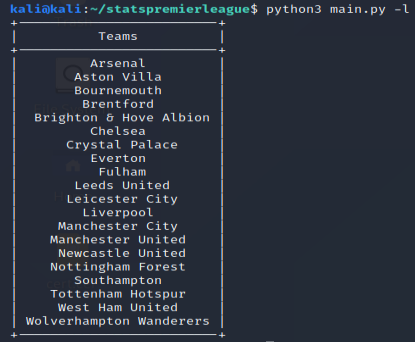 kali@kali:~/statspremierleague$ python3 main.py -l
Teams
Arsenal
Aston Villa
Bournemouth
Brentford
Brighton & Hove Albion
Chelsea
Crystal Palace
Everton
Fulham
Leeds United
Leicester City
Liverpool
Manchester City
Manchester United
Newcastle United
Nottingham Forest
Southampton
Tottenham Hotspur
West Ham United
Wolverhampton Wanderers